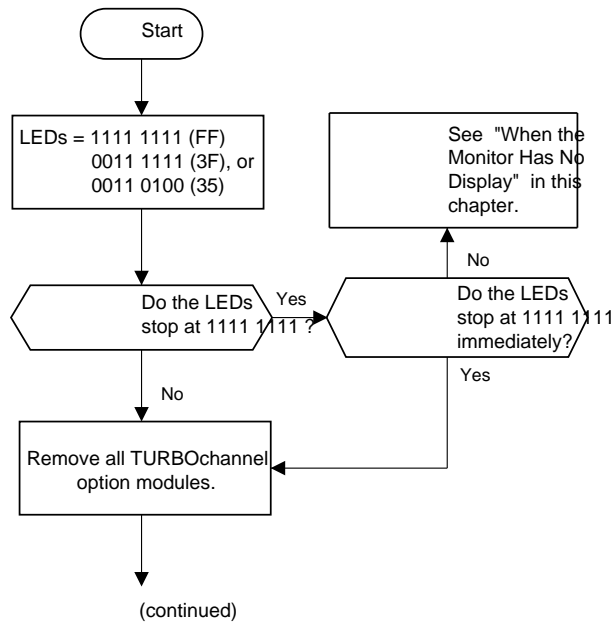 Start
LEDs = 1111 1111 (FF)
0011 1111 (3F), or
0011 0100 (35)
See "When the
Monitor Has No
Display" in this
chapter.
No
Do the LEDs
stop at 1111 1111 ?
Yes
Do the LEDs
stop at 1111 1111
immediately?
Yes
No
Remove all TURBOchannel
option modules.
(continued)